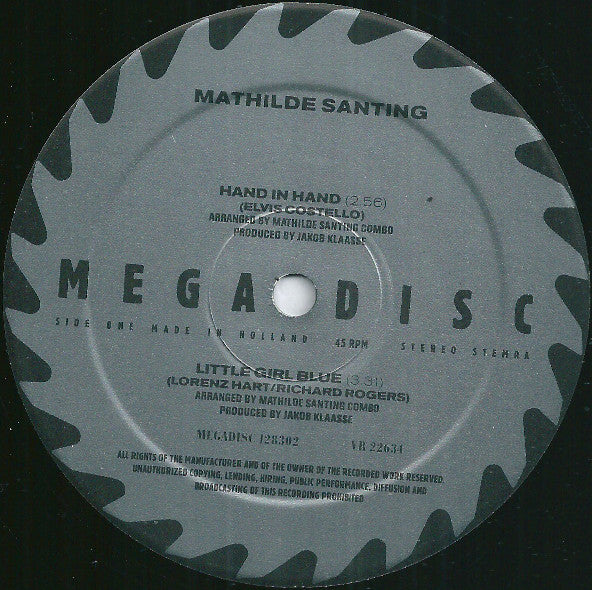 MATHILDE SANTING
HAND IN HAND (2.56)
(ELVIS COSTELLO)
ARRANGED BY MATHILDE SANTING COMBO
PRODUCED BY JAKOB KLAASSE
MEGADISC
SIDE ONE MADE IN HOLLAND 45 RPM STEREO STEMRA
LITTLE GIRL BLUE (3.31)
(LORENZ HART/RICHARD ROGERS)
ARRANGED BY MATHILDE SANTING COMBO
PRODUCED BY JAKOB KLAASSE
MEGADISC 128302 VR 22634
ALL RIGHTS OF THE MANUFACTURER AND OF THE OWNER OF THE RECORDED WORK RESERVED.
UNAUTHORIZED COPYING, LENDING, HIRING, PUBLIC PERFORMANCE, DIFFUSION AND
BROADCASTING OF THIS RECORDING PROHIBITED